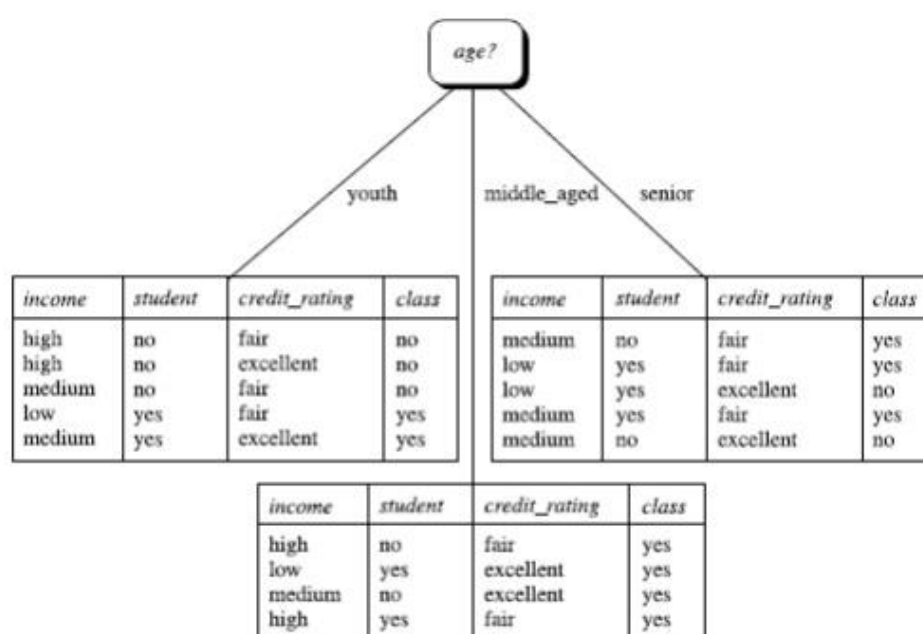 age?
youth middle_aged senior
income student credit_rating class
high no fair no
high no excellent no
medium no fair no
low yes fair yes
medium yes excellent yes
income student credit_rating class
medium no fair yes
low yes fair yes
low yes excellent no
medium yes fair yes
medium no excellent no
income student credit_rating class
high no fair yes
low yes excellent yes
medium no excellent yes
high yes fair yes